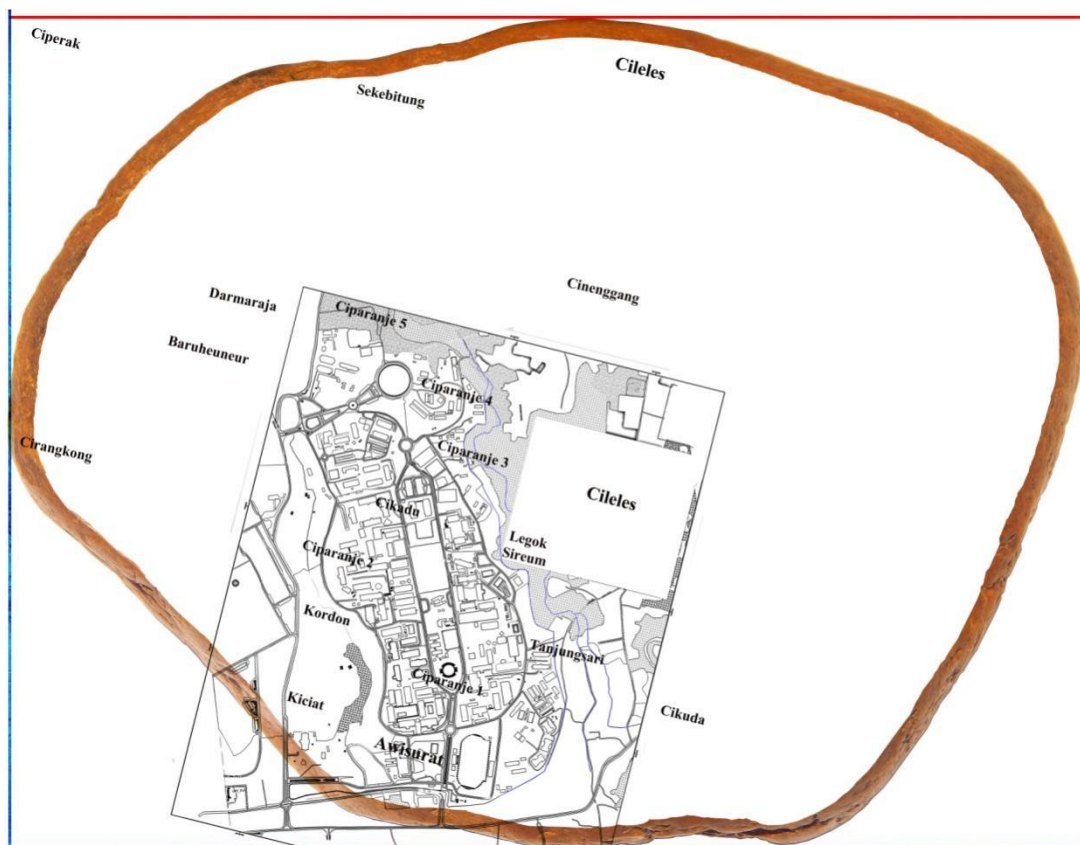 Ciperak
Cileles
Sekebitung
Cinenggang
Darmaraja
Ciparanje 5
Baruheuneur
Ciparanje 4
Cirangkong
Ciparanje 3
Cileles
Cikadu
Legok
Sireum
Ciparanje 2
Kordon
Tanjungsari
Ciparanje 1
Kiciat
Cikuda
Awisurat